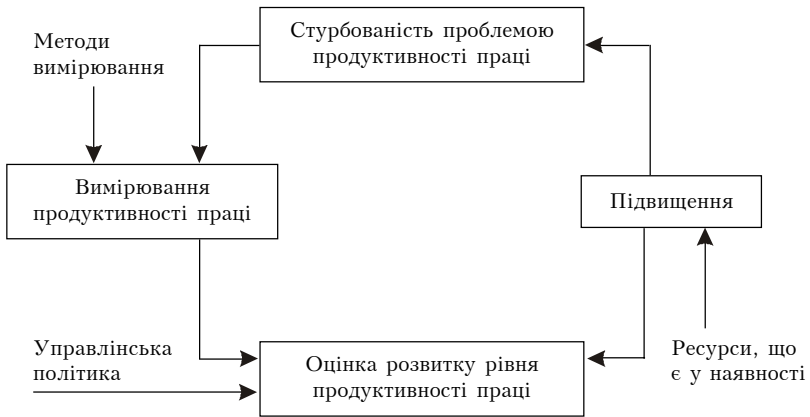 Методи
вимірювання
Стурбованість проблемою
продуктивності праці
Вимірювання
продуктивності праці
Підвищення
Управлінська
політика
Оцінка розвитку рівня
продуктивності праці
Ресурси, що
є у наявності